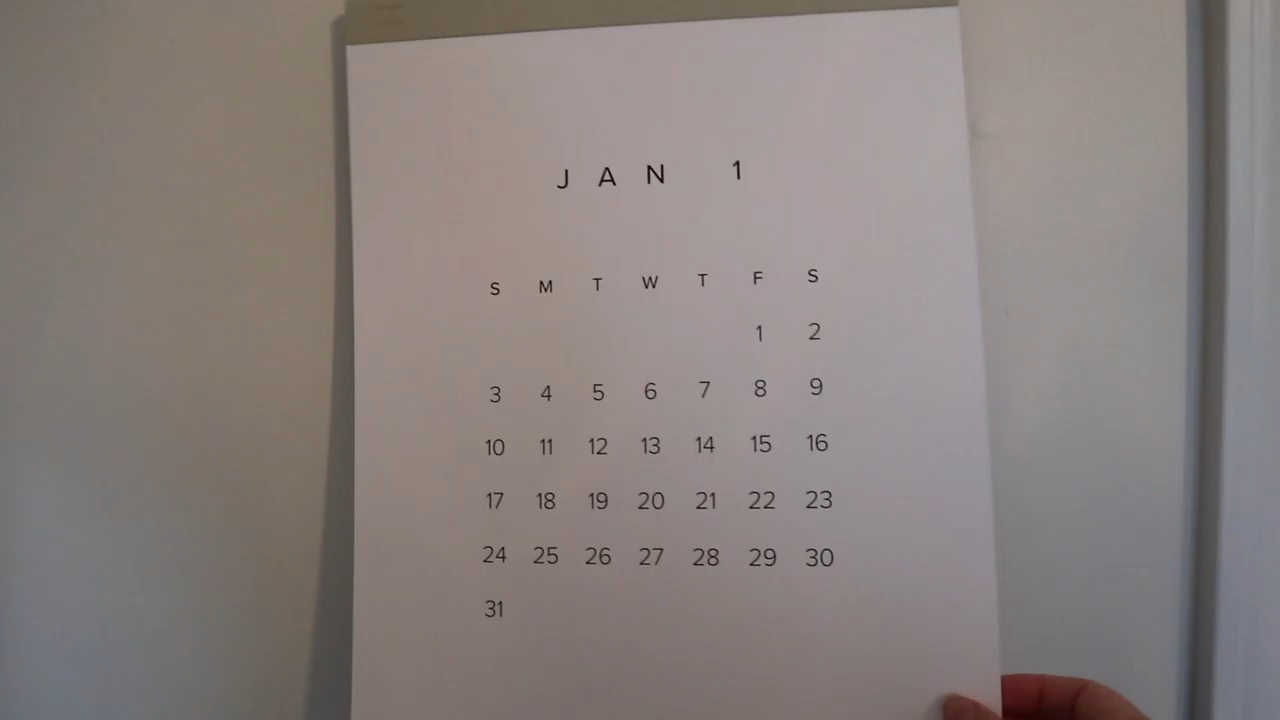 JAN 1
S M T W T F S
1 2
3 4 5 6 7 8 9
10 11 12 13 14 15 16
17 18 19 20 21 22 23
24 25 26 27 28 29 30
31